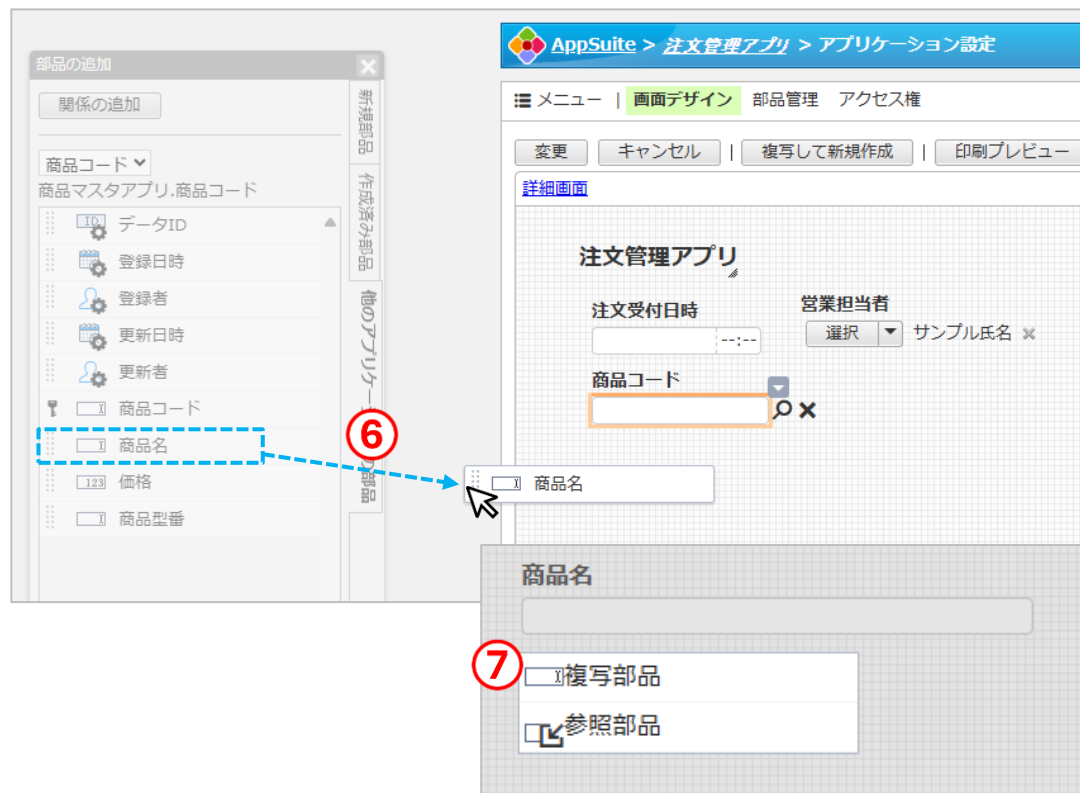 部品の追加
関係の追加
商品コード
商品マスタアプリ.商品コード
データID
登録日時
登録者
更新日時
更新者
商品コード
商品名
価格
商品型番
新規部品
作成済み部品
他のアプリケー
の部品
⑥
AppSuite > 注文管理アプリ > アプリケーション設定
メニュー | 画面デザイン 部品管理 アクセス権
変更 キャンセル | 複写して新規作成 | 印刷プレビュー
詳細画面
注文管理アプリ
注文受付日時
--:--
営業担当者
選択 サンプル氏名
商品コード
商品名
商品名
⑦
複写部品
参照部品